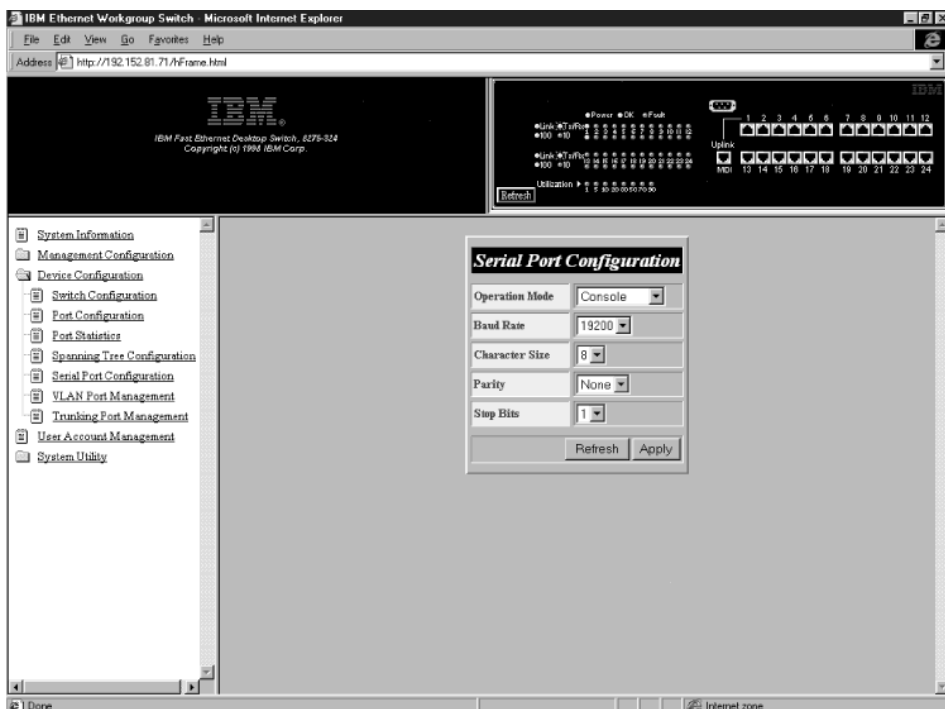 IBM Ethernet Workgroup Switch - Microsoft Internet Explorer
File Edit View Go Favorites Help
Address http://192.152.81.71/hFrame.html
IBM
IBM Fast Ethernet Desktop Switch, 8275-324
Copyright (c) 1998 IBM Corp.
IBM
Power OK Fault
Link Tx/Rx
100 10
1 2 3 4 5 6 7 8 9 10 11 12
Uplink
Link Tx/Rx
100 10
MDI 13 14 15 16 17 18 19 20 21 22 23 24
Utilization
Refresh
System Information
Management Configuration
Device Configuration
Switch Configuration
Port Configuration
Port Statistics
Spanning Tree Configuration
Serial Port Configuration
VLAN Port Management
Trunking Port Management
User Account Management
System Utility
Serial Port Configuration
Operation Mode Console
Baud Rate 19200
Character Size 8
Parity None
Stop Bits 1
Refresh Apply
Done Internet zone